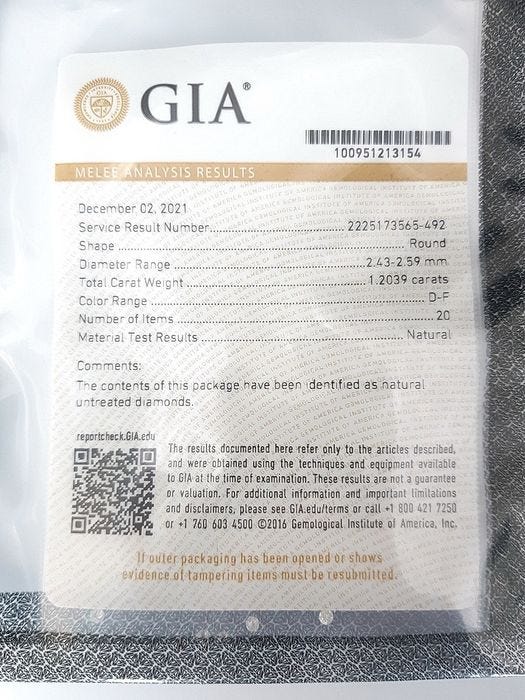 GIA®
100951213154
MELEE ANALYSIS RESULTS
December 02, 2021
Service Result Number 2225173565-492
Shape Round
Diameter Range 2.43-2.59 mm
Total Carat Weight 1.2039 carats
Color Range D-F
Number of Items 20
Material Test Results Natural
Comments:
The contents of this package have been identified as natural
untreated diamonds.
reportcheck.GIA.edu
The results documented here refer only to the articles described,
and were obtained using the techniques and equipment available
to GIA at the time of examination. These results are not a guarantee
or valuation. For additional information and important limitations
and disclaimers, please see GIA.edu/terms or call +1 800 421 7250
or +1 760 603 4500 ©2016 Gemological Institute of America, Inc.
If outer packaging has been opened or shows
evidence of tampering items must be resubmitted.